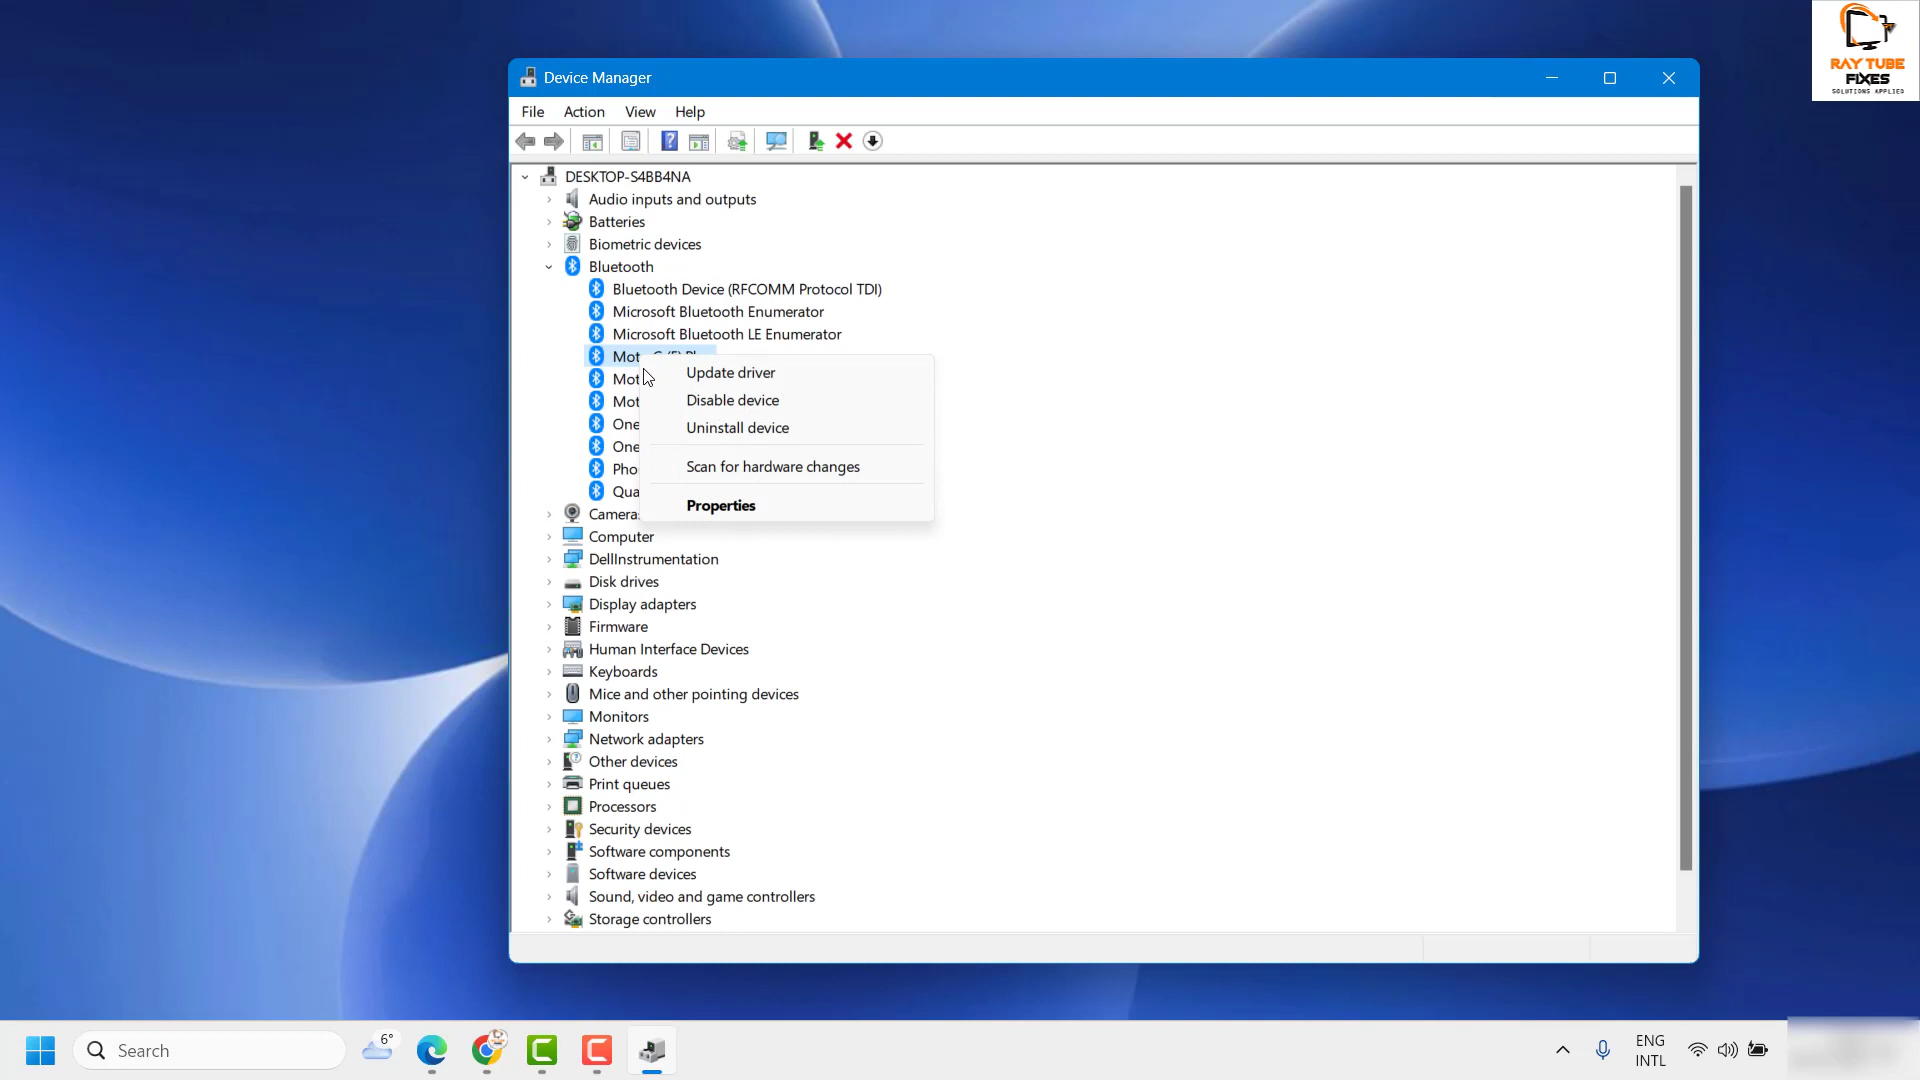 Device Manager
RAY TUBE
FIXES
SOLUTIONS APPLIED
File Action View Help
DESKTOP-S4BB4NA
Audio inputs and outputs
Batteries
Biometric devices
Bluetooth
Bluetooth Device (RFCOMM Protocol TDI)
Microsoft Bluetooth Enumerator
Microsoft Bluetooth LE Enumerator
Mot
Mot
Mot
One
One
Pho
Qua
Update driver
Disable device
Uninstall device
Scan for hardware changes
Properties
Camera
Computer
DellInstrumentation
Disk drives
Display adapters
Firmware
Human Interface Devices
Keyboards
Mice and other pointing devices
Monitors
Network adapters
Other devices
Print queues
Processors
Security devices
Software components
Software devices
Sound, video and game controllers
Storage controllers
Search
6°
ENG
INTL